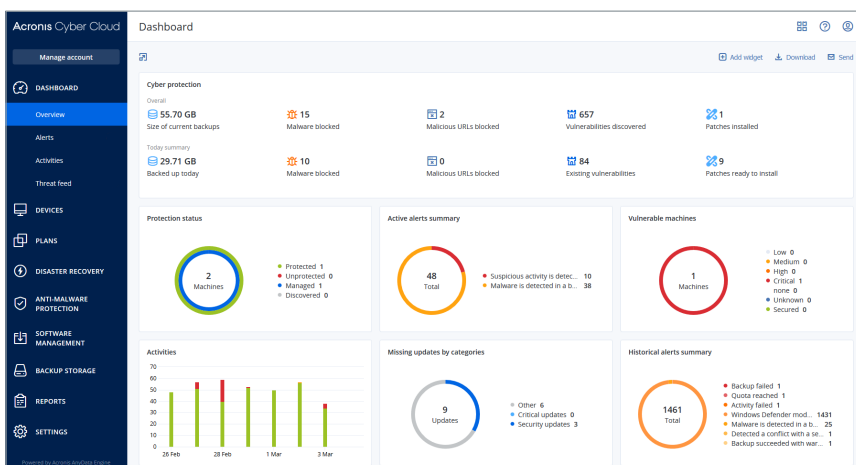 Acronis Cyber Cloud
Dashboard
Manage account
Add widget
Download
Send
DASHBOARD
Overview
Alerts
Activities
Threat feed
DEVICES
PLANS
DISASTER RECOVERY
ANTI-MALWARE
PROTECTION
SOFTWARE
MANAGEMENT
BACKUP STORAGE
REPORTS
SETTINGS
Powered by Acronis AnyData Engine
Cyber protection
Overall
55.70 GB
Size of current backups
15
Malware blocked
2
Malicious URLs blocked
657
Vulnerabilities discovered
1
Patches installed
Today summary
29.71 GB
Backed up today
10
Malware blocked
0
Malicious URLs blocked
84
Existing vulnerabilities
9
Patches ready to install
Protection status
2
Machines
Protected 1
Unprotected 0
Managed 1
Discovered 0
Active alerts summary
48
Total
Suspicious activity is detec... 10
Malware is detected in a b... 38
Vulnerable machines
1
Machines
Low 0
Medium 0
High 0
Critical 1
none 0
Unknown 0
Secured 0
Activities
70
60
50
40
30
20
10
0
26 Feb 28 Feb 1 Mar 3 Mar
Missing updates by categories
9
Updates
Other 6
Critical updates 0
Security updates 3
Historical alerts summary
1461
Total
Backup failed 1
Quota reached 1
Activity failed 1
Windows Defender mod... 1431
Malware is detected in a b... 25
Detected a conflict with a se... 1
Backup succeeded with war... 1